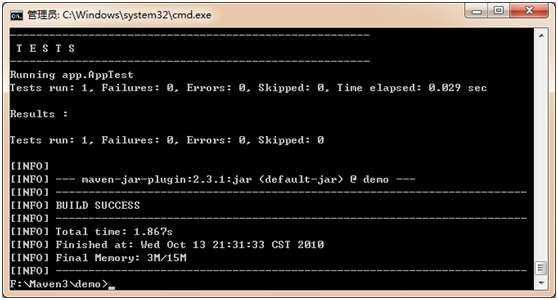 管理员: C:\Windows\system32\cmd.exe
-------------------------------------------------------
 T E S T S
-------------------------------------------------------
Running app.AppTest
Tests run: 1, Failures: 0, Errors: 0, Skipped: 0, Time elapsed: 0.029 sec
Results :
Tests run: 1, Failures: 0, Errors: 0, Skipped: 0
[INFO]
[INFO] --- maven-jar-plugin:2.3.1:jar (default-jar) @ demo ---
[INFO] ------------------------------------------------------------------------
[INFO] BUILD SUCCESS
[INFO] ------------------------------------------------------------------------
[INFO] Total time: 1.867s
[INFO] Finished at: Wed Oct 13 21:31:33 CST 2010
[INFO] Final Memory: 3M/15M
[INFO] ------------------------------------------------------------------------
F:\Maven3\demo>_